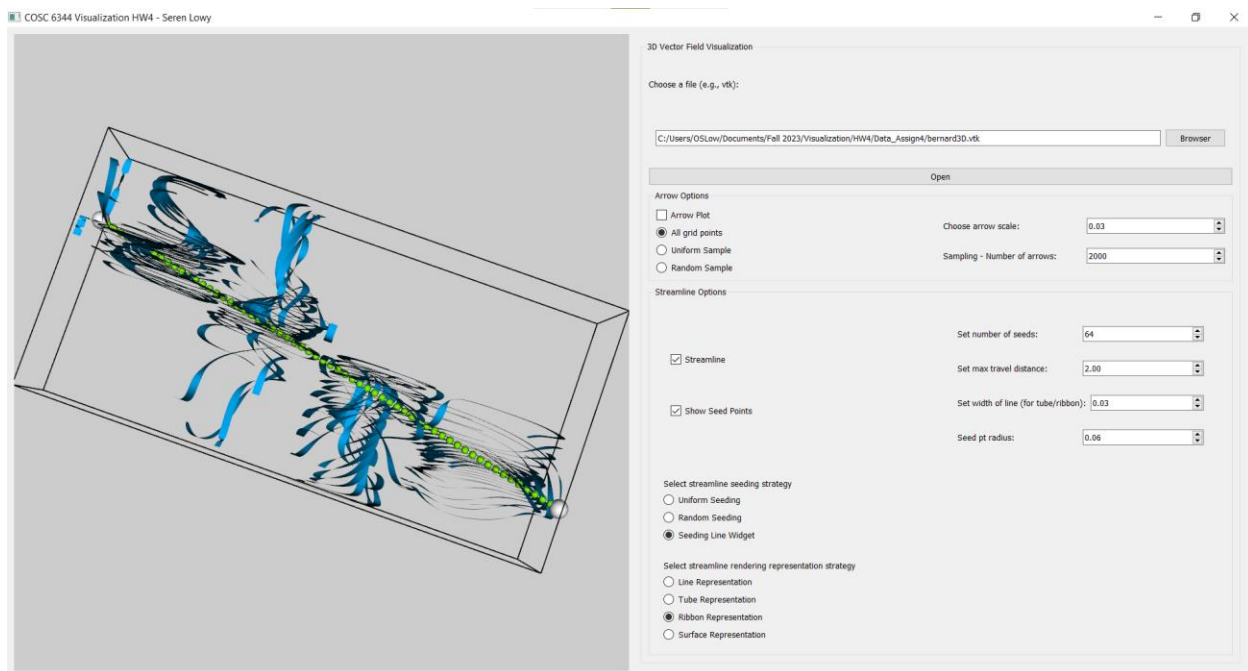 COSC 6344 Visualization HW4 - Seren Lowy
3D Vector Field Visualization
Choose a file (e.g., vtk):
C:/Users/OSLow/Documents/Fall 2023/Visualization/HW4/Data_Assign4/bernard3D.vtk
Browser
Open
Arrow Options
Arrow Plot
All grid points
Choose arrow scale: 0.03
Uniform Sample
Sampling - Number of arrows: 2000
Random Sample
Streamline Options
Set number of seeds: 64
Streamline
Set max travel distance: 2.00
Set width of line (for tube/ribbon): 0.03
Show Seed Points
Seed pt radius: 0.06
Select streamline seeding strategy
Uniform Seeding
Random Seeding
Seeding Line Widget
Select streamline rendering representation strategy
Line Representation
Tube Representation
Ribbon Representation
Surface Representation